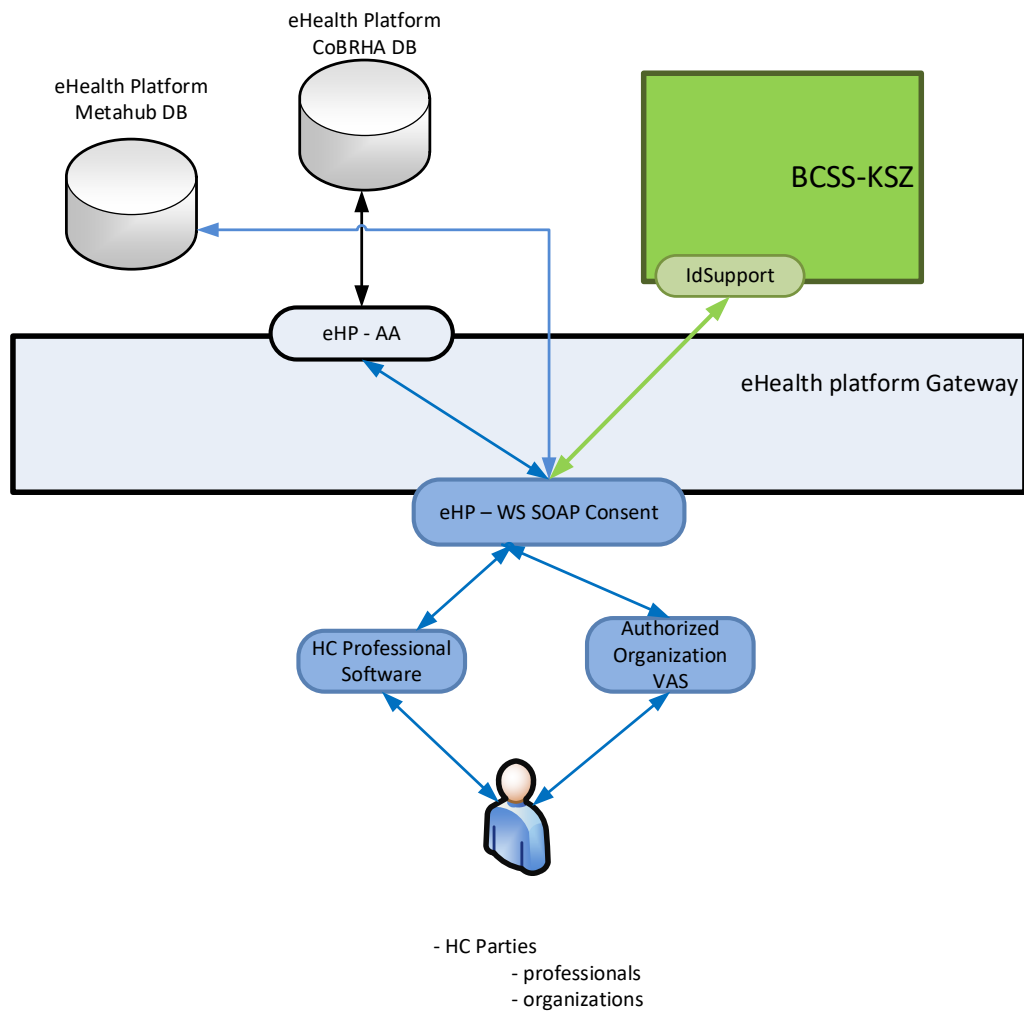 eHealth Platform
CoBRHA DB
eHealth Platform
Metahub DB
BCSS-KSZ
IdSupport
eHP - AA
eHealth platform Gateway
eHP – WS SOAP Consent
HC Professional
Software
Authorized
Organization
VAS
- HC Parties
- professionals
- organizations